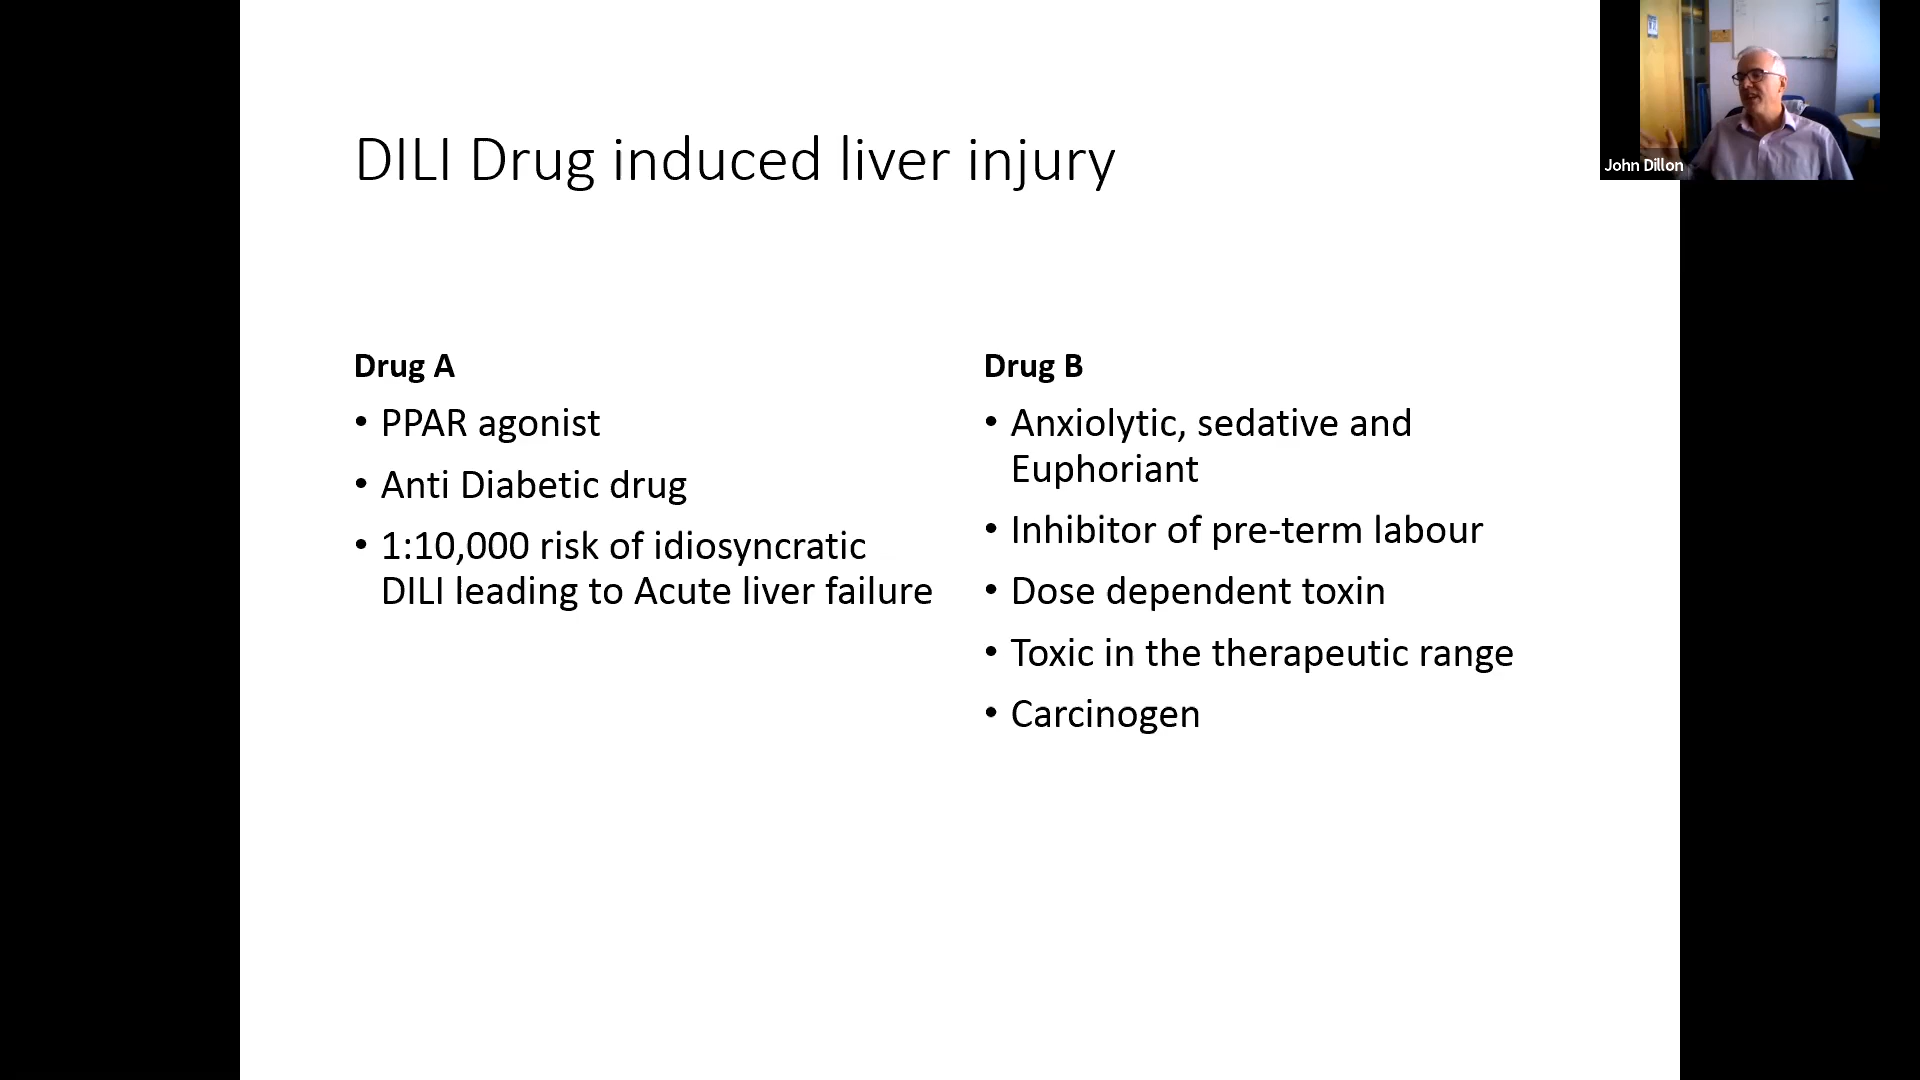 DILI Drug induced liver injury
John Dillon
Drug A
• PPAR agonist
• Anti Diabetic drug
• 1:10,000 risk of idiosyncratic
DILI leading to Acute liver failure
Drug B
• Anxiolytic, sedative and
Euphoriant
• Inhibitor of pre-term labour
• Dose dependent toxin
• Toxic in the therapeutic range
• Carcinogen